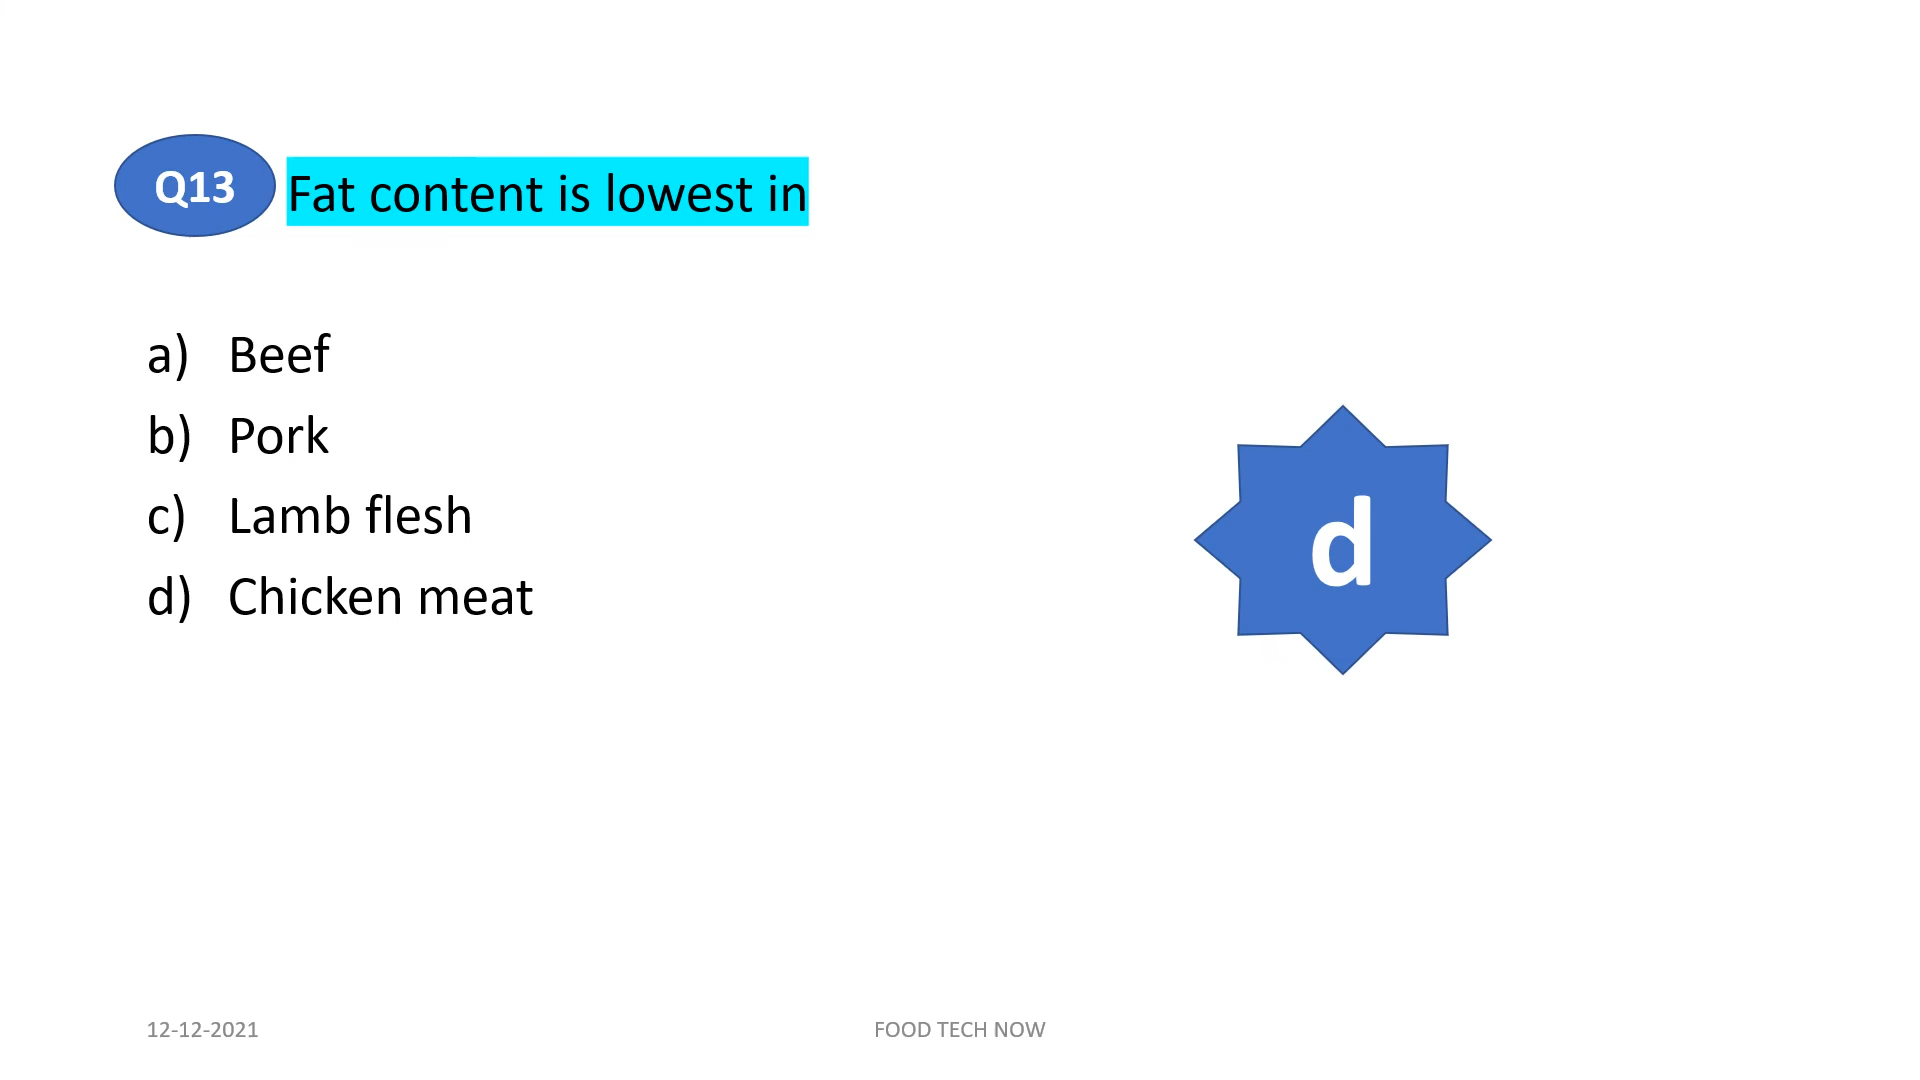 Q13 Fat content is lowest in
a) Beef
b) Pork
c) Lamb flesh
d) Chicken meat
d
12-12-2021 FOOD TECH NOW